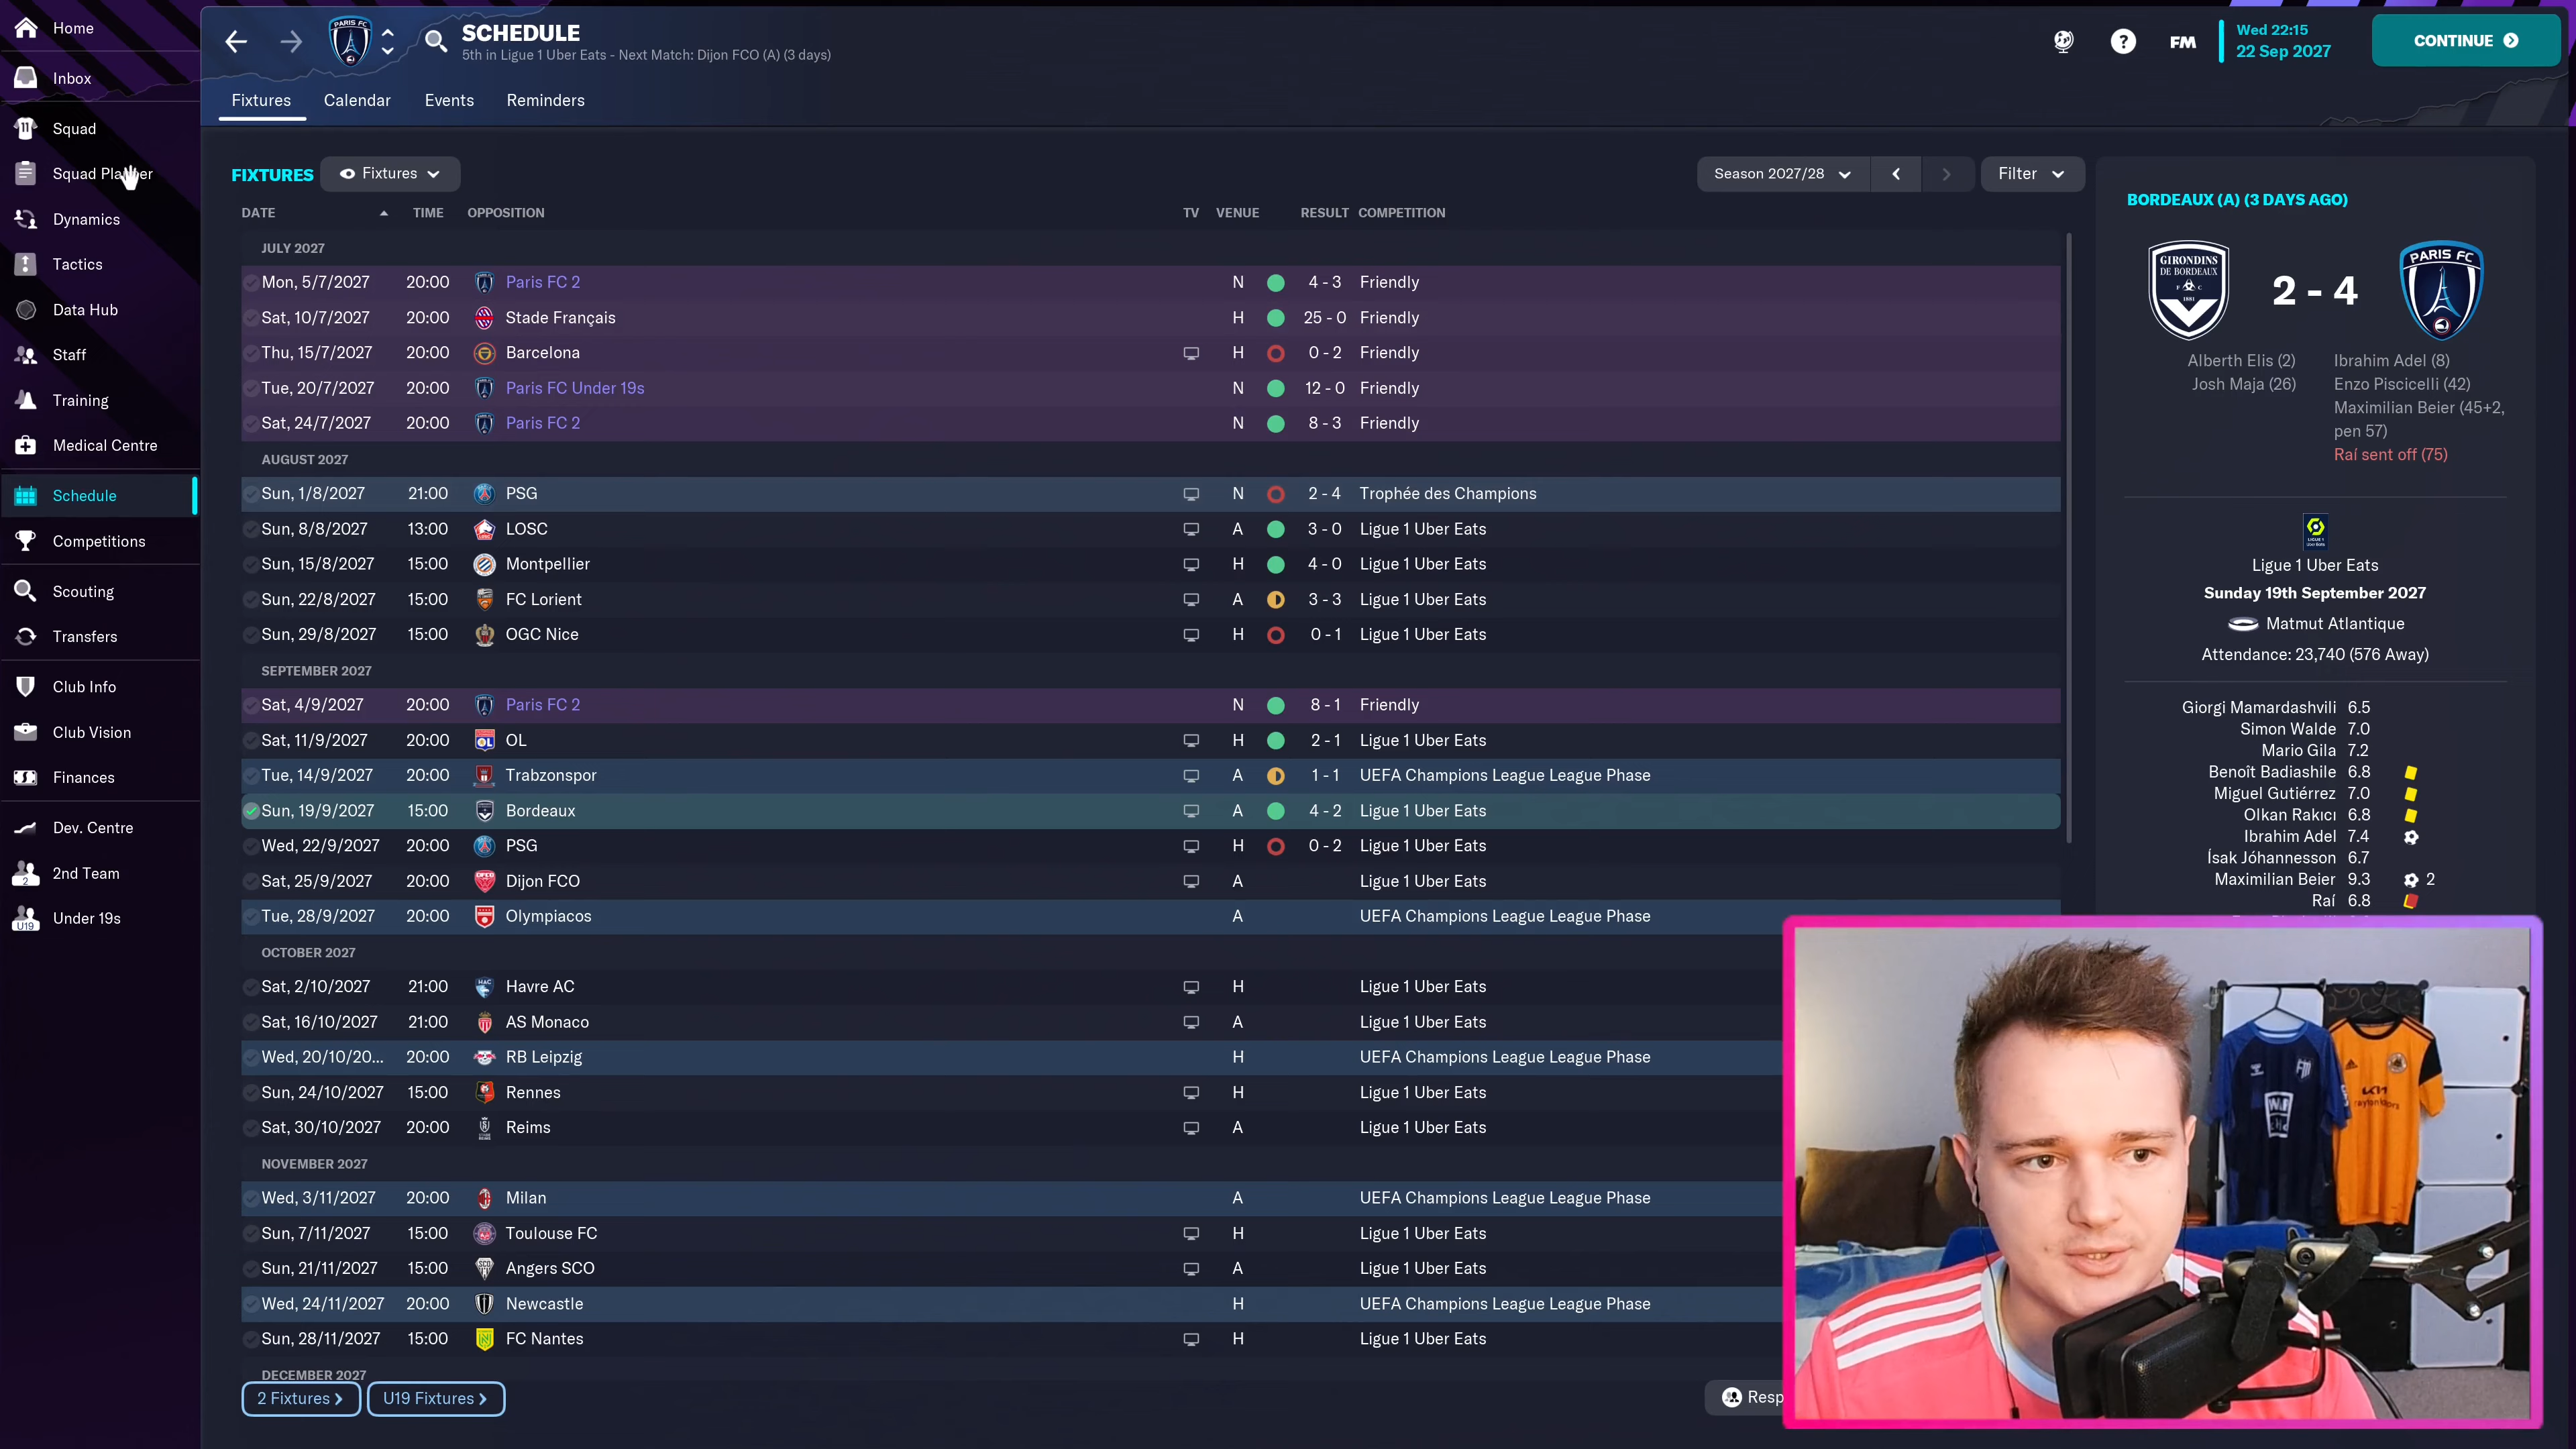 Home
Inbox
Squad
Squad Planner
Dynamics
Tactics
Data Hub
Staff
Training
Medical Centre
Schedule
Competitions
Scouting
Transfers
Club Info
Club Vision
Finances
Dev. Centre
2nd Team
Under 19s
SCHEDULE
5th in Ligue 1 Uber Eats - Next Match: Dijon FCO (A) (3 days)
FM
Wed 22:15
22 Sep 2027
CONTINUE
Fixtures Calendar Events Reminders
FIXTURES Fixtures
Season 2027/28 Filter
DATE TIME OPPOSITION TV VENUE RESULT COMPETITION
JULY 2027
Mon, 5/7/2027 20:00 Paris FC 2 N 4 - 3 Friendly
Sat, 10/7/2027 20:00 Stade Français H 25 - 0 Friendly
Thu, 15/7/2027 20:00 Barcelona H 0 - 2 Friendly
Tue, 20/7/2027 20:00 Paris FC Under 19s N 12 - 0 Friendly
Sat, 24/7/2027 20:00 Paris FC 2 N 8 - 3 Friendly
AUGUST 2027
Sun, 1/8/2027 21:00 PSG N 2 - 4 Trophée des Champions
Sun, 8/8/2027 13:00 LOSC A 3 - 0 Ligue 1 Uber Eats
Sun, 15/8/2027 15:00 Montpellier H 4 - 0 Ligue 1 Uber Eats
Sun, 22/8/2027 15:00 FC Lorient A 3 - 3 Ligue 1 Uber Eats
Sun, 29/8/2027 15:00 OGC Nice H 0 - 1 Ligue 1 Uber Eats
SEPTEMBER 2027
Sat, 4/9/2027 20:00 Paris FC 2 N 8 - 1 Friendly
Sat, 11/9/2027 20:00 OL H 2 - 1 Ligue 1 Uber Eats
Tue, 14/9/2027 20:00 Trabzonspor A 1 - 1 UEFA Champions League League Phase
Sun, 19/9/2027 15:00 Bordeaux A 4 - 2 Ligue 1 Uber Eats
Wed, 22/9/2027 20:00 PSG H 0 - 2 Ligue 1 Uber Eats
Sat, 25/9/2027 20:00 Dijon FCO A Ligue 1 Uber Eats
Tue, 28/9/2027 20:00 Olympiacos A UEFA Champions League League Phase
OCTOBER 2027
Sat, 2/10/2027 21:00 Havre AC H Ligue 1 Uber Eats
Sat, 16/10/2027 21:00 AS Monaco A Ligue 1 Uber Eats
Wed, 20/10/20... 20:00 RB Leipzig H UEFA Champions League League Phase
Sun, 24/10/2027 15:00 Rennes H Ligue 1 Uber Eats
Sat, 30/10/2027 20:00 Reims A Ligue 1 Uber Eats
NOVEMBER 2027
Wed, 3/11/2027 20:00 Milan A UEFA Champions League League Phase
Sun, 7/11/2027 15:00 Toulouse FC H Ligue 1 Uber Eats
Sun, 21/11/2027 15:00 Angers SCO A Ligue 1 Uber Eats
Wed, 24/11/2027 20:00 Newcastle H UEFA Champions League League Phase
Sun, 28/11/2027 15:00 FC Nantes H Ligue 1 Uber Eats
DECEMBER 2027
2 Fixtures U19 Fixtures Resp
BORDEAUX (A) (3 DAYS AGO)
GIRONDINS
DE BORDEAUX
PARIS FC
2 - 4
Alberth Elis (2)
Josh Maja (26)
Ibrahim Adel (8)
Enzo Piscicelli (42)
Maximilian Beier (45+2,
pen 57)
Raí sent off (75)
Ligue 1 Uber Eats
Sunday 19th September 2027
Matmut Atlantique
Attendance: 23,740 (576 Away)
Giorgi Mamardashvili 6.5
Simon Walde 7.0
Mario Gila 7.2
Benoît Badiashile 6.8
Miguel Gutiérrez 7.0
Olkan Rakıcı 6.8
Ibrahim Adel 7.4
Ísak Jóhannesson 6.7
Maximilian Beier 9.3 2
Raí 6.8